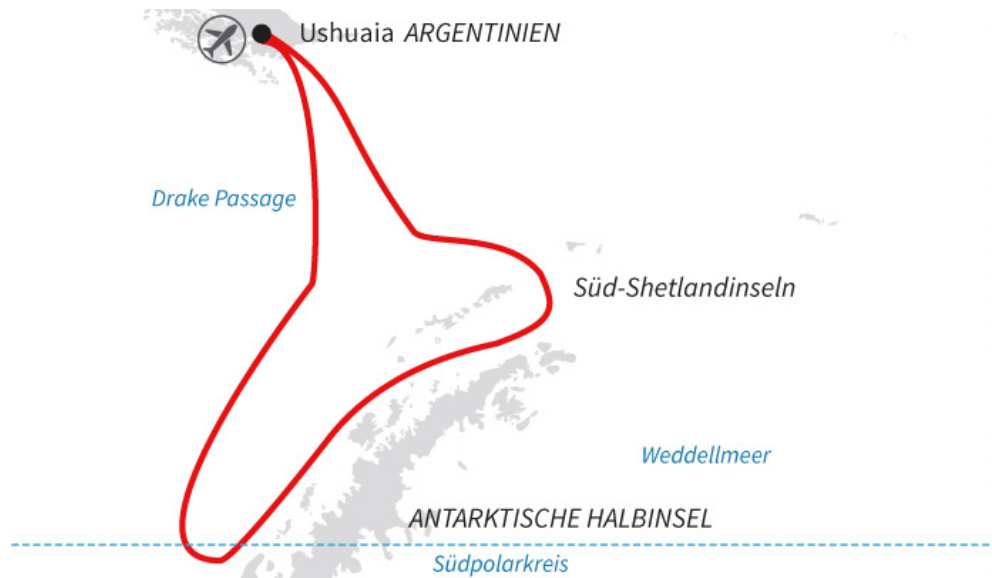 Ushuaia ARGENTINIEN
Drake Passage
Süd-Shetlandinseln
Weddellmeer
ANTARKTISCHE HALBINSEL
Südpolarkreis